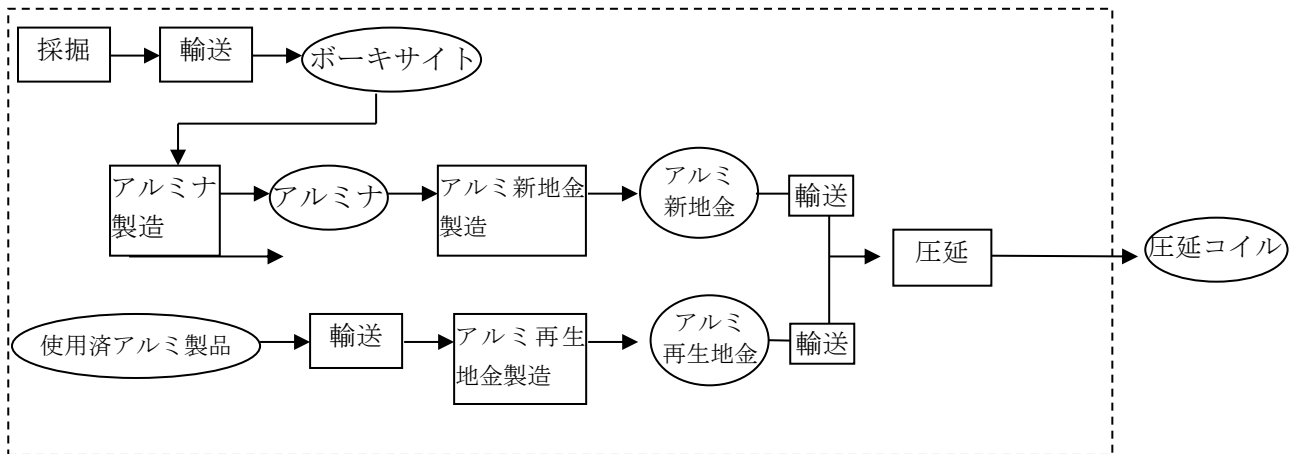 採掘
輸送
ボーキサイト
アルミナ
製造
アルミナ
アルミ新地金
製造
アルミ
新地金
輸送
圧延
圧延コイル
使用済アルミ製品
輸送
アルミ再生
地金製造
アルミ
再生地金
輸送